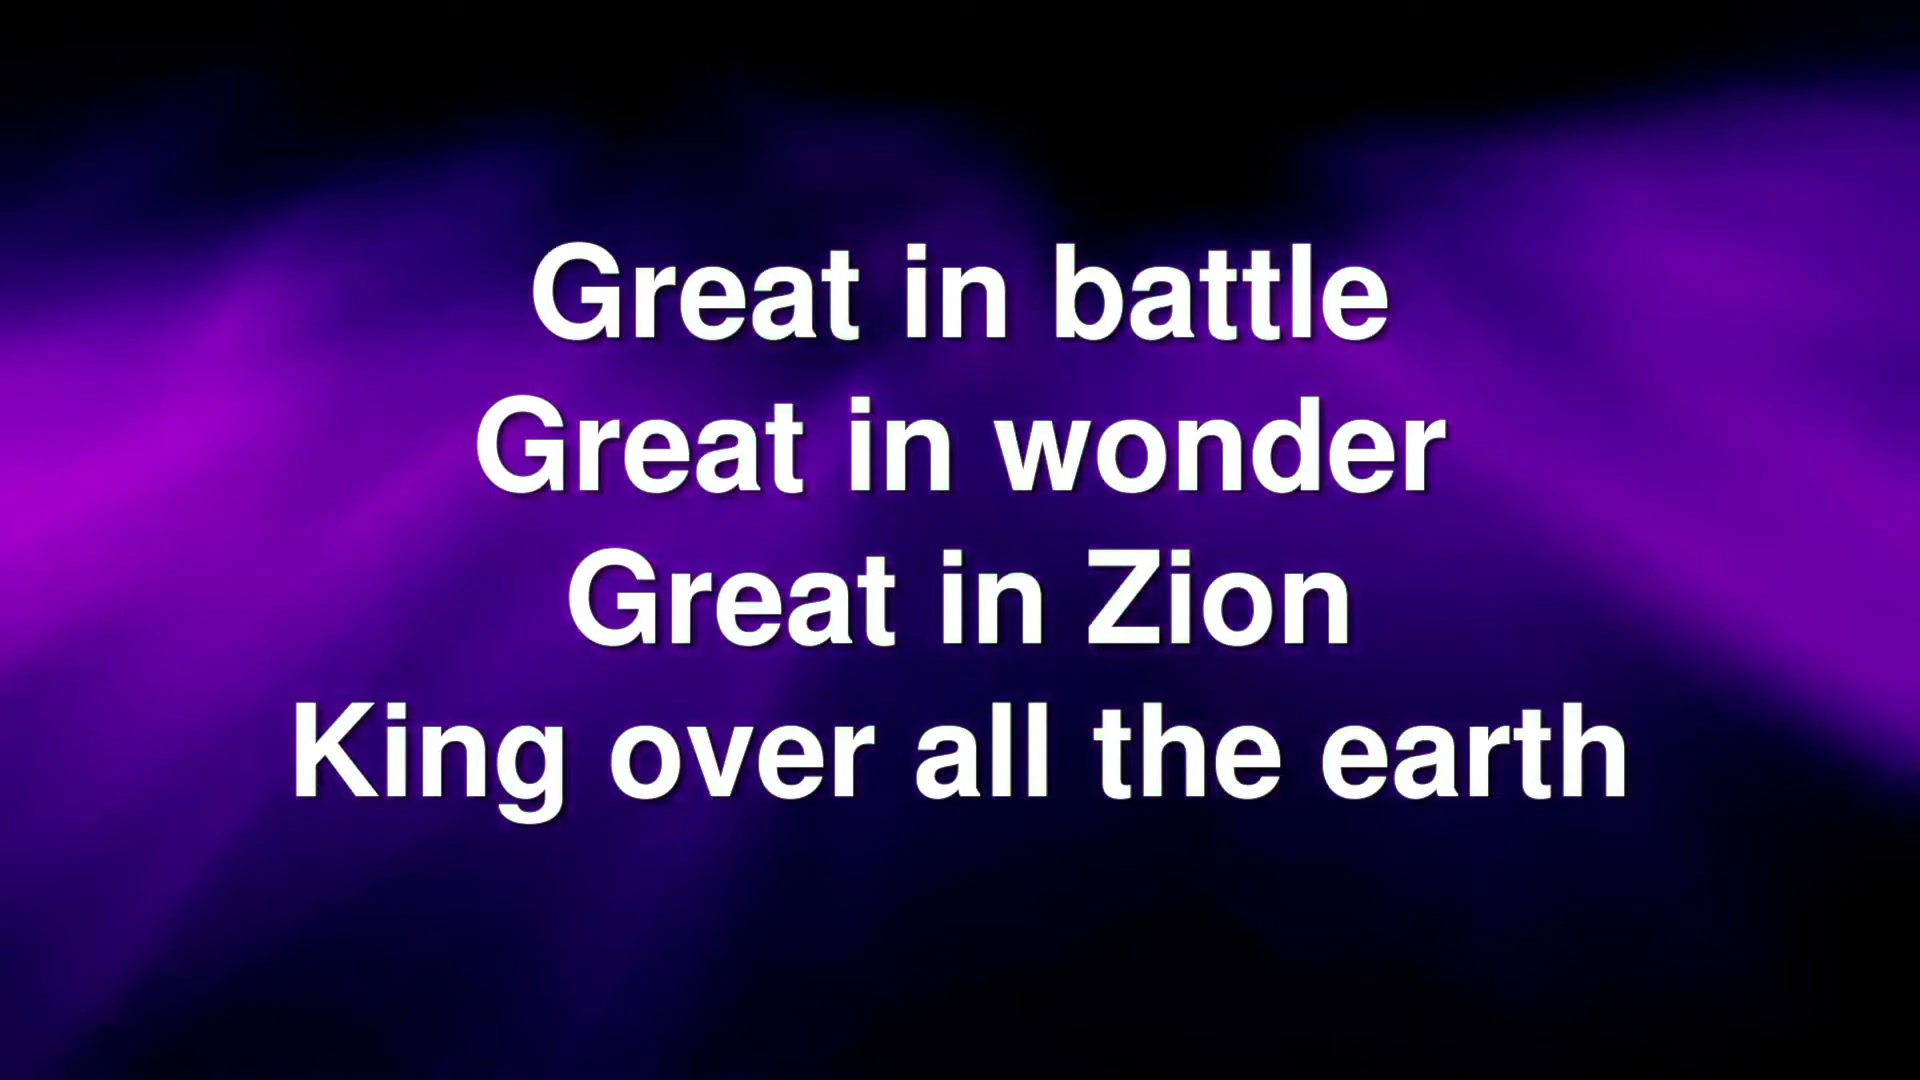 Great in battle
Great in wonder
Great in Zion
King over all the earth